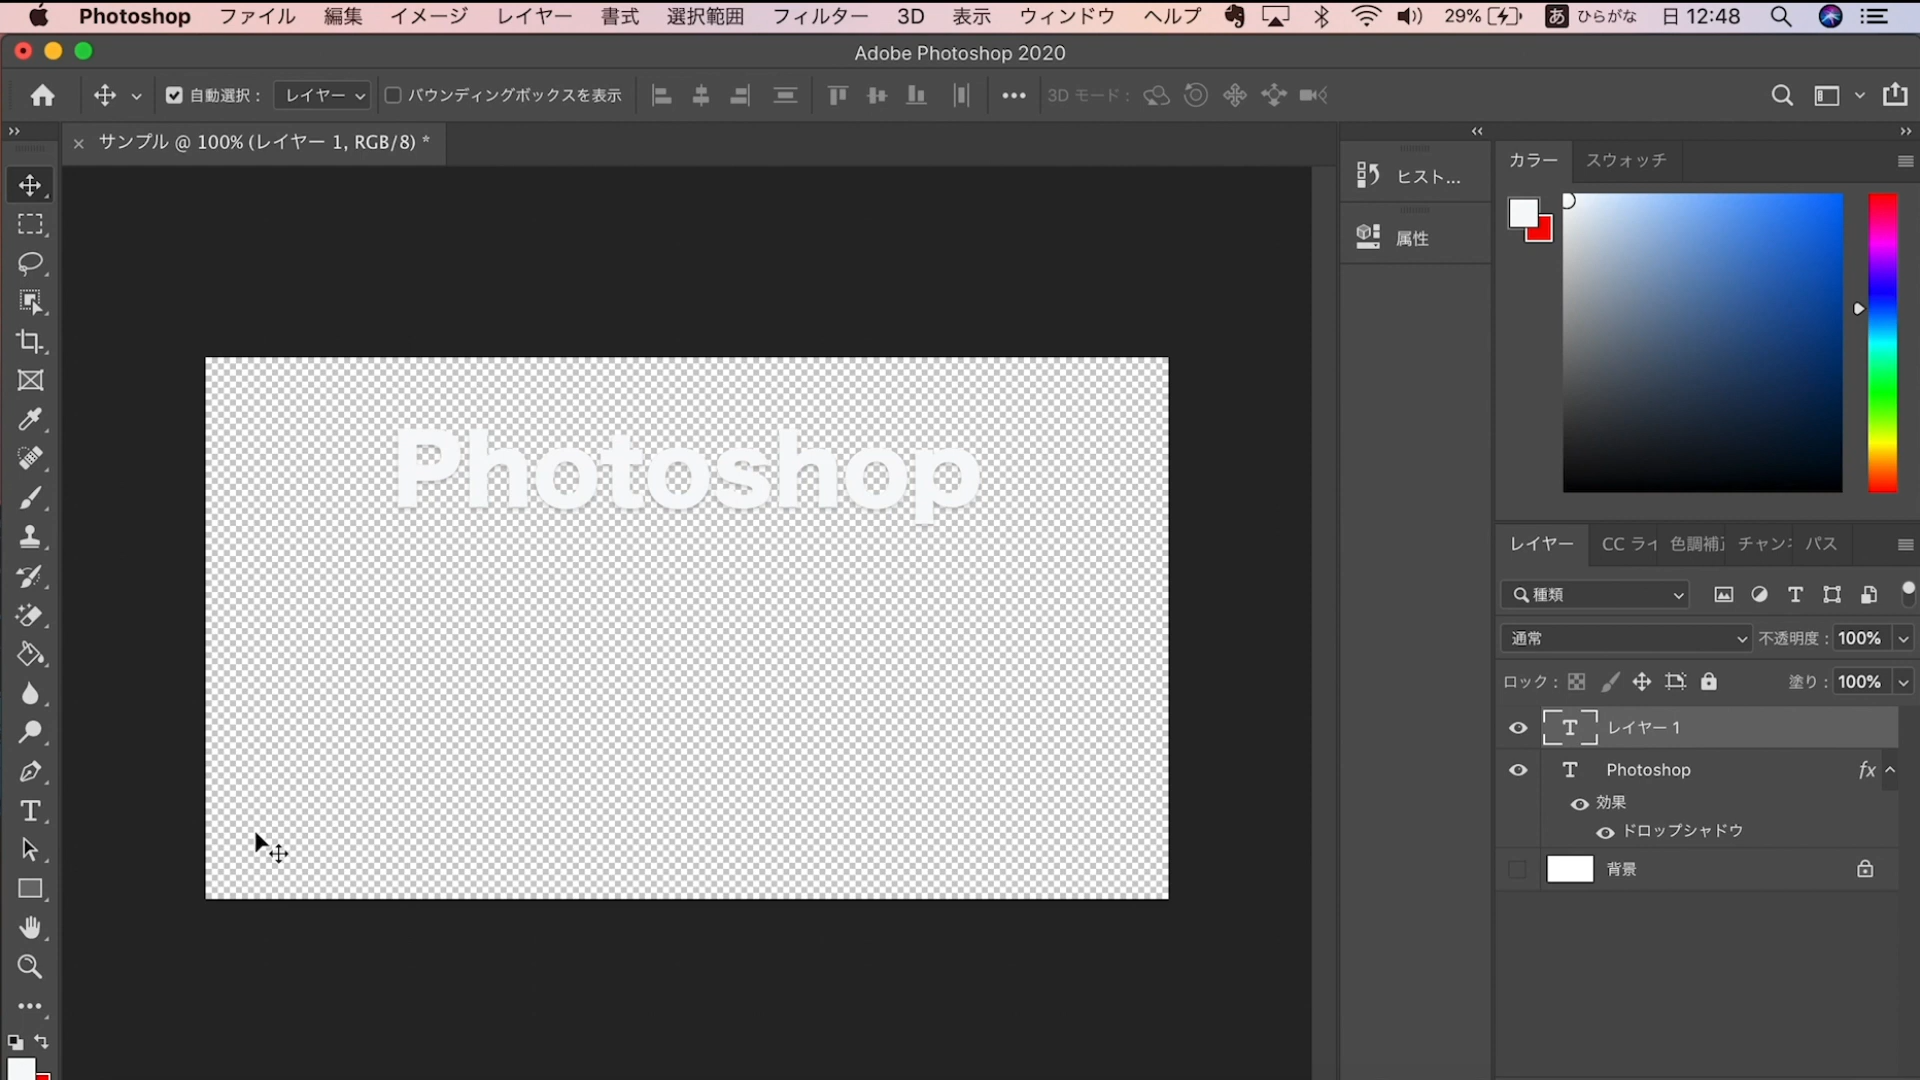 Photoshop ファイル 編集 イメージ レイヤー 書式 選択範囲 フィルター 3D 表示 ウィンドウ ヘルプ 29% あ ひらがな 日 12:48
Adobe Photoshop 2020
自動選択： レイヤー バウンディングボックスを表示 3D モード：
サンプル @ 100% (レイヤー 1, RGB/8) *
ヒスト...
属性
カラー スウォッチ
Photoshop
レイヤー CC ライ 色調補正 チャン パス
種類
通常 不透明度： 100%
ロック： 塗り： 100%
T レイヤー 1
T Photoshop fx
効果
ドロップシャドウ
背景